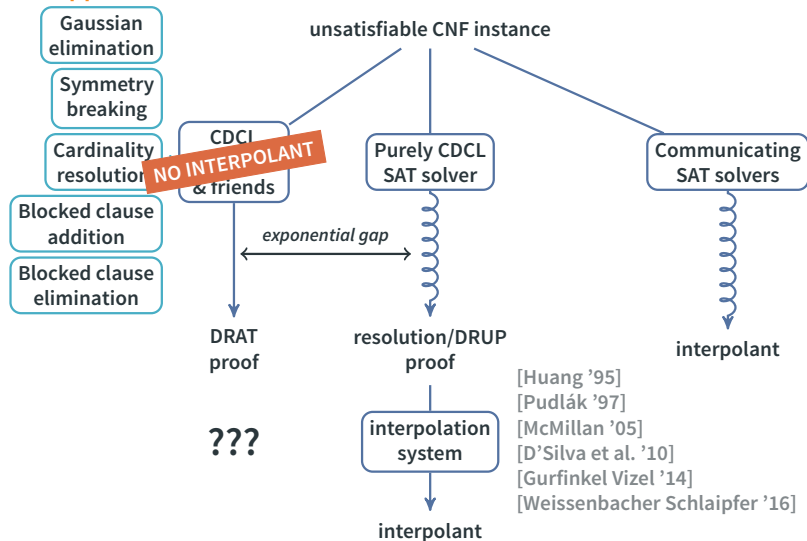 unsatisfiable CNF instance
Gaussian
elimination
Symmetry
breaking
Cardinality
resolution
Blocked clause
addition
Blocked clause
elimination
CDCL
NO INTERPOLANT
& friends
Purely CDCL
SAT solver
Communicating
SAT solvers
exponential gap
DRAT
proof
resolution/DRUP
proof
interpolant
???
interpolation
system
interpolant
[Huang ’95]
[Pudlák ’97]
[McMillan ’05]
[D’Silva et al. ’10]
[Gurfinkel Vizel ’14]
[Weissenbacher Schlaipfer ’16]